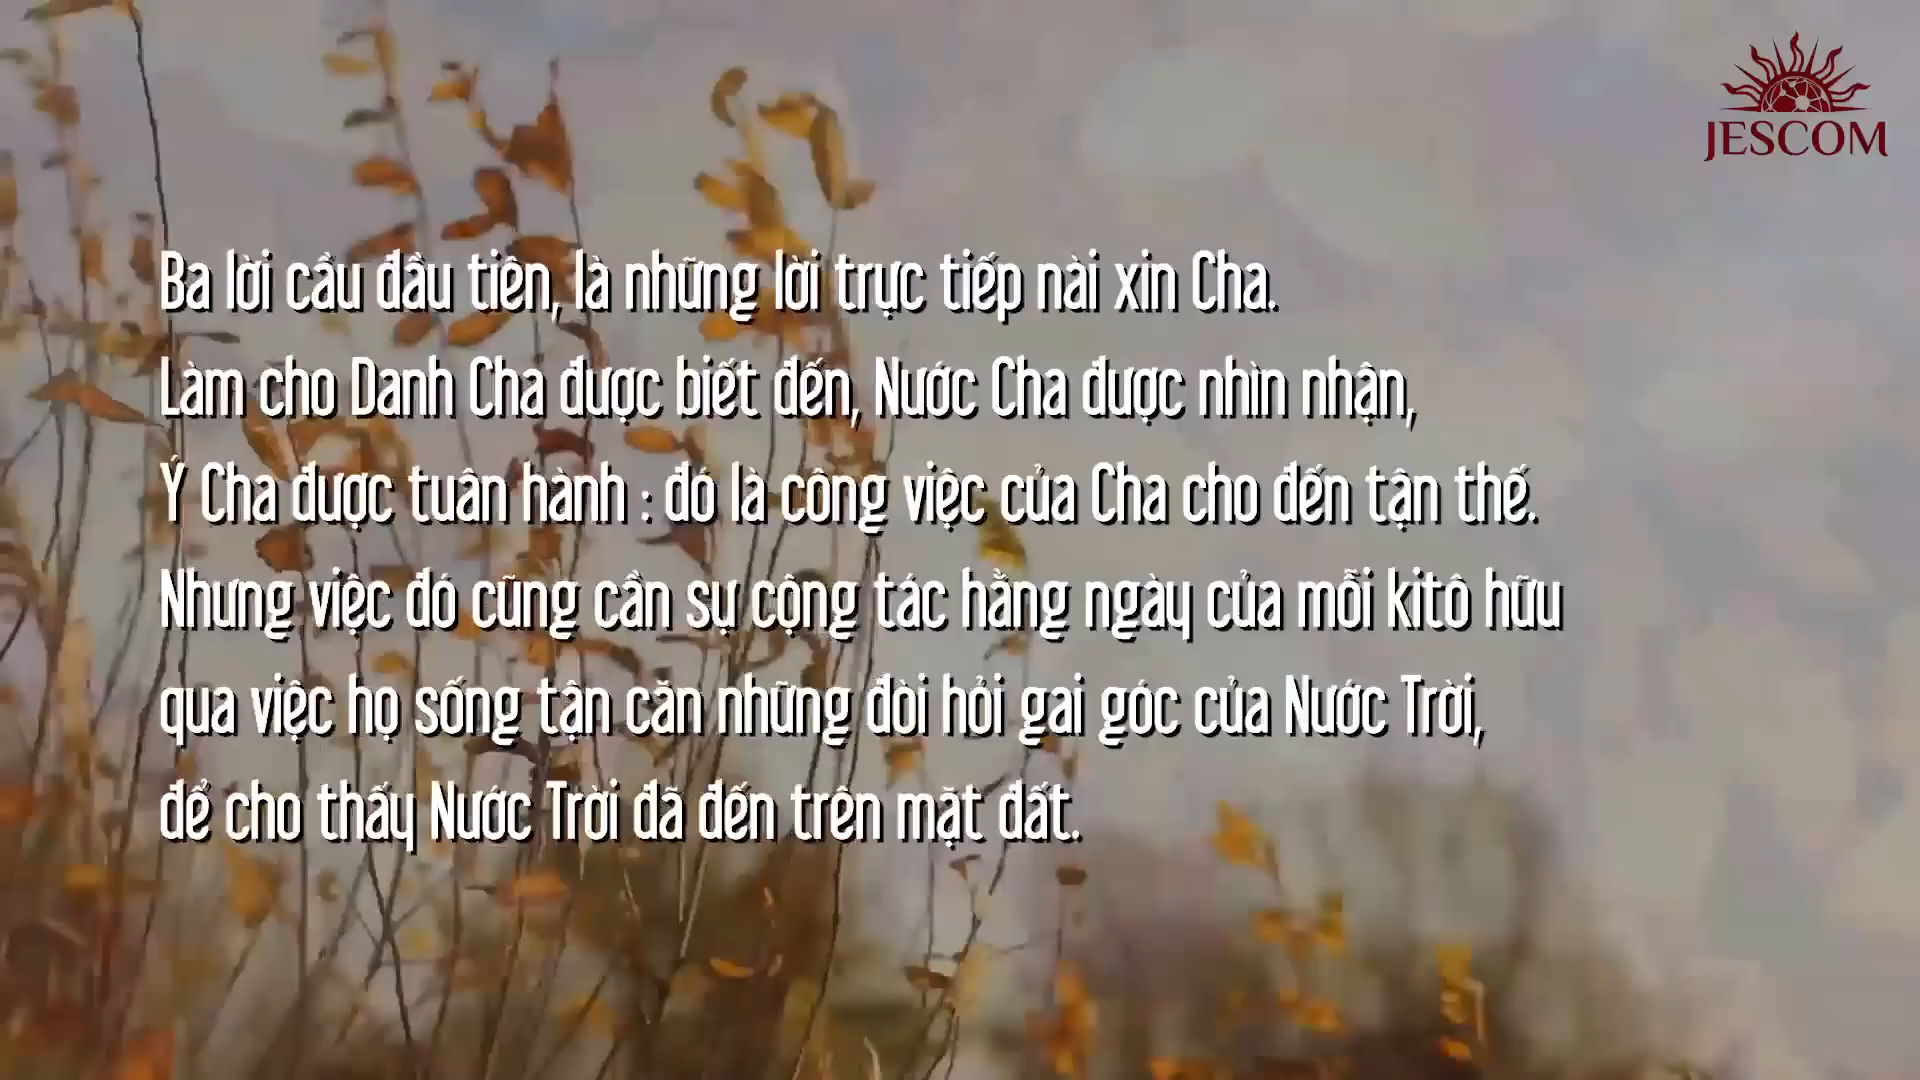 JESCOM
Ba lời cầu đầu tiên, là những lời trực tiếp nài xin Cha.
Làm cho Danh Cha được biết đến, Nước Cha được nhìn nhận,
Ý Cha được tuân hành : đó là công việc của Cha cho đến tận thế.
Nhưng việc đó cũng cần sự cộng tác hằng ngày của mỗi kitô hữu
qua việc họ sống tận căn những đòi hỏi gai góc của Nước Trời,
để cho thấy Nước Trời đã đến trên mặt đất.